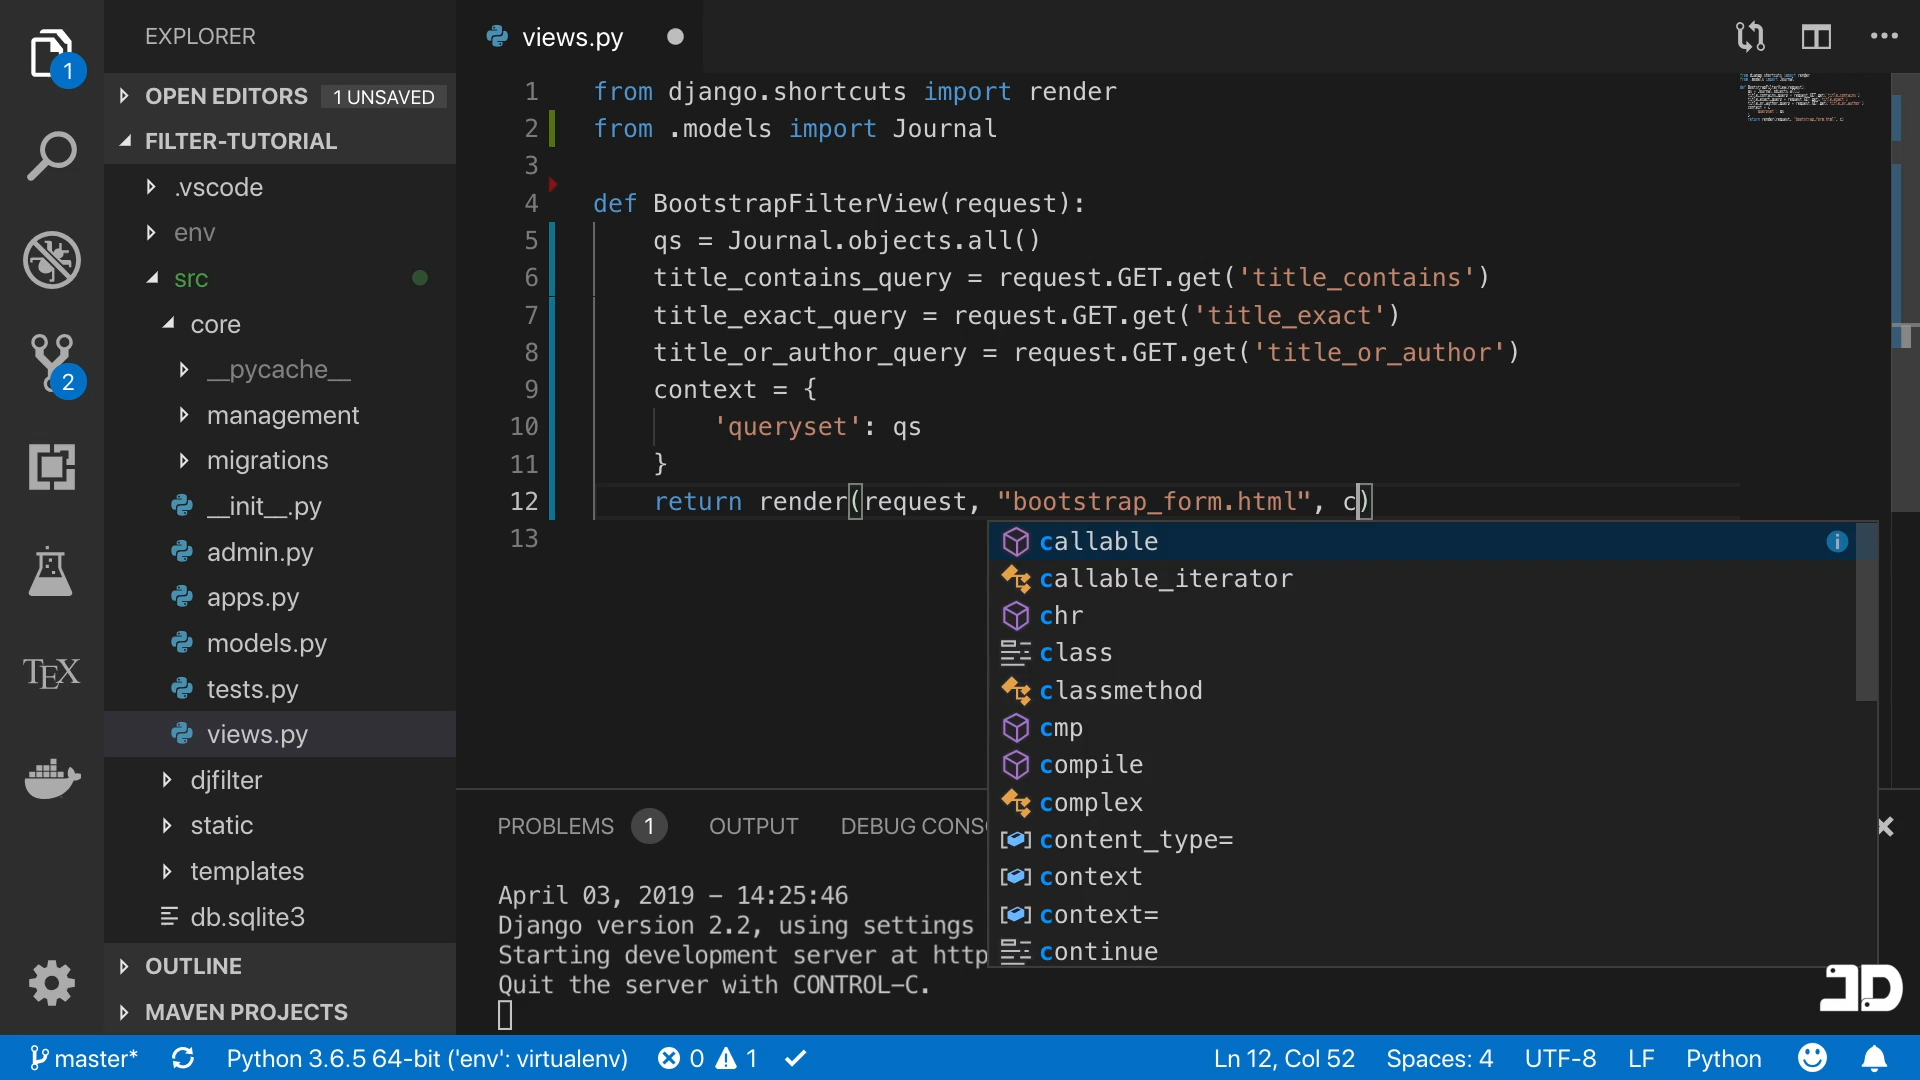 EXPLORER
OPEN EDITORS 1 UNSAVED
FILTER-TUTORIAL
.vscode
env
src
core
__pycache__
management
migrations
__init__.py
admin.py
apps.py
models.py
tests.py
views.py
djfilter
static
templates
db.sqlite3
OUTLINE
MAVEN PROJECTS
1
2
TEX
views.py
1 from django.shortcuts import render
2 from .models import Journal
3
4 def BootstrapFilterView(request):
5 qs = Journal.objects.all()
6 title_contains_query = request.GET.get('title_contains')
7 title_exact_query = request.GET.get('title_exact')
8 title_or_author_query = request.GET.get('title_or_author')
9 context = {
10 'queryset': qs
11 }
12 return render(request, "bootstrap_form.html", c)
13
callable
callable_iterator
chr
class
classmethod
cmp
compile
complex
content_type=
context
context=
continue
PROBLEMS 1 OUTPUT DEBUG CONS
April 03, 2019 - 14:25:46
Django version 2.2, using settings
Starting development server at http
Quit the server with CONTROL-C.
JD
master* Python 3.6.5 64-bit ('env': virtualenv) 0 1 Ln 12, Col 52 Spaces: 4 UTF-8 LF Python